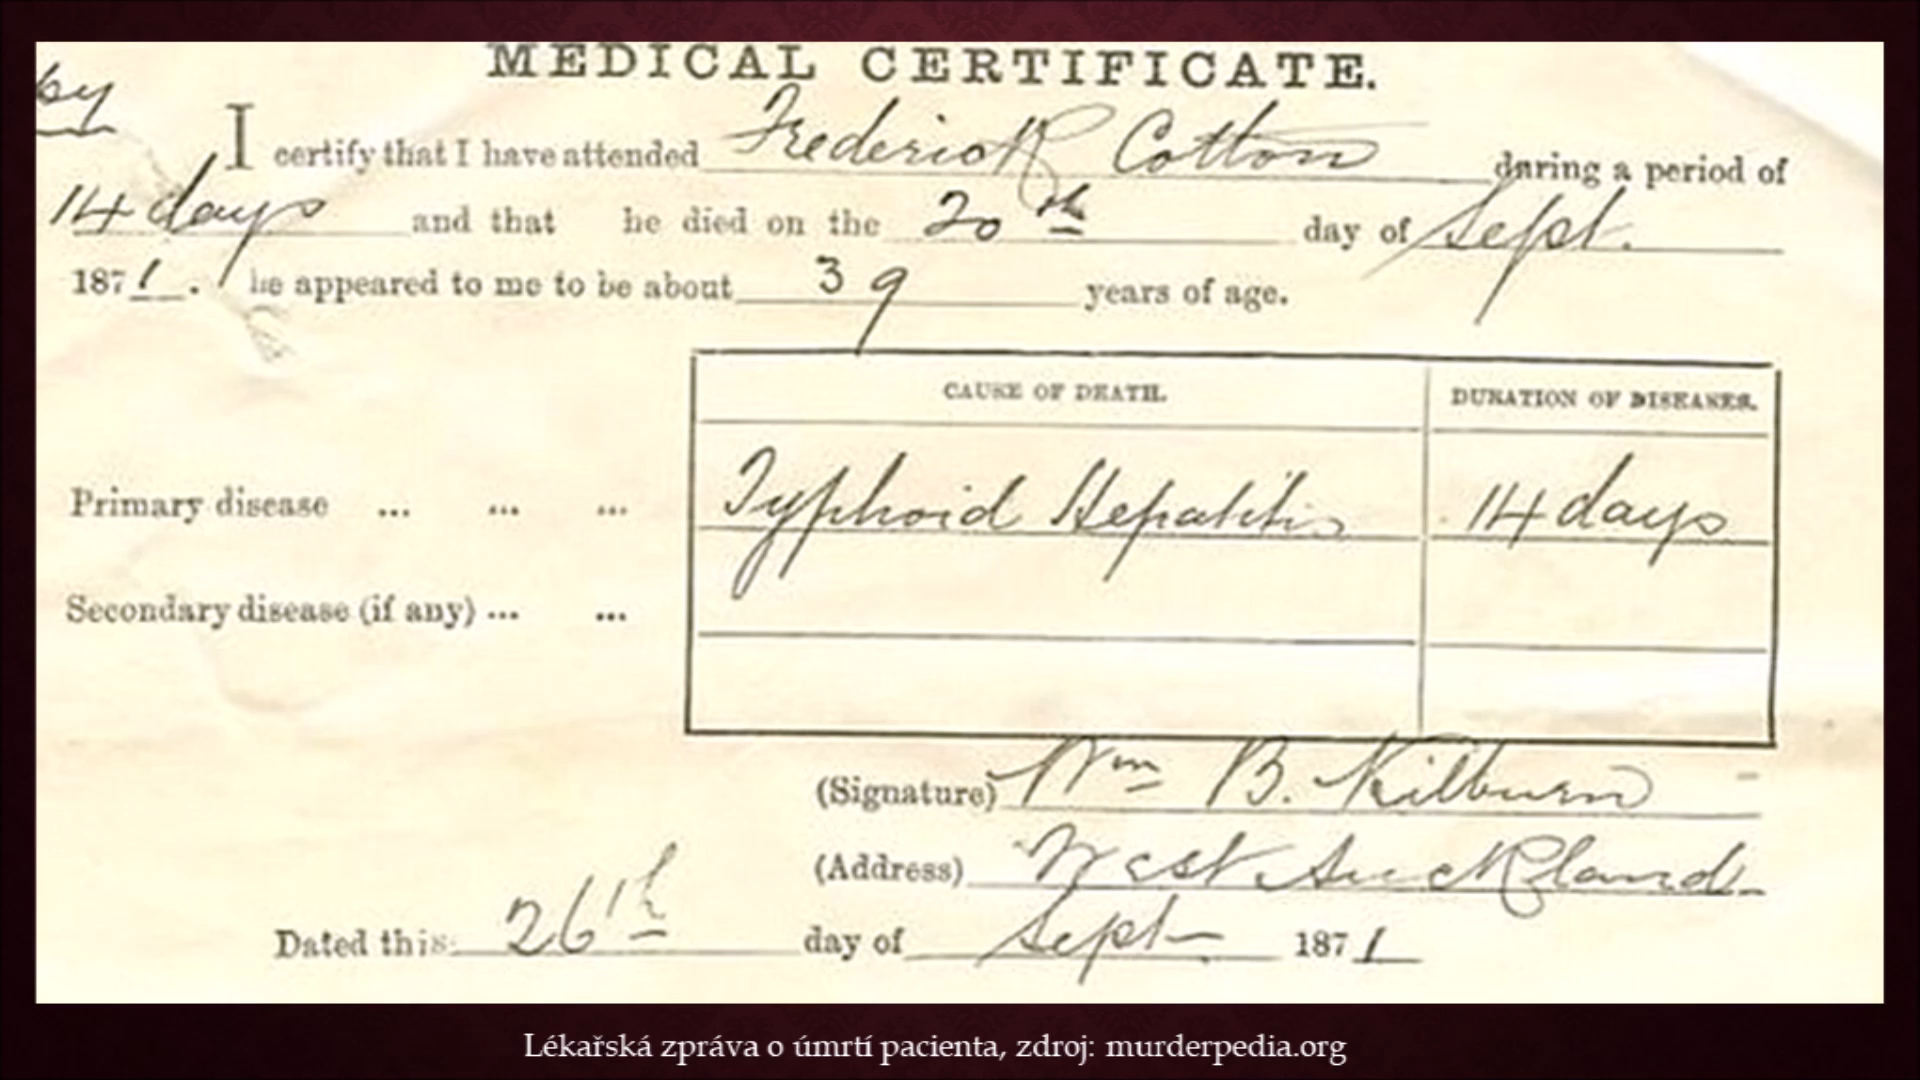 MEDICAL CERTIFICATE.
by
I certify that I have attended Frederick Cotton during a period of
14 days and that he died on the 20th day of Sept.
1871. he appeared to me to be about 39 years of age.
CAUSE OF DEATH. DURATION OF DISEASES.
Primary disease ... ... ... Typhoid Hepatitis 14 days
Secondary disease (if any) ... ...
(Signature) Wm B. Kilburn
(Address) West Auckland
Dated this 26th day of Sept 1871
Lékařská zpráva o úmrtí pacienta, zdroj: murderpedia.org